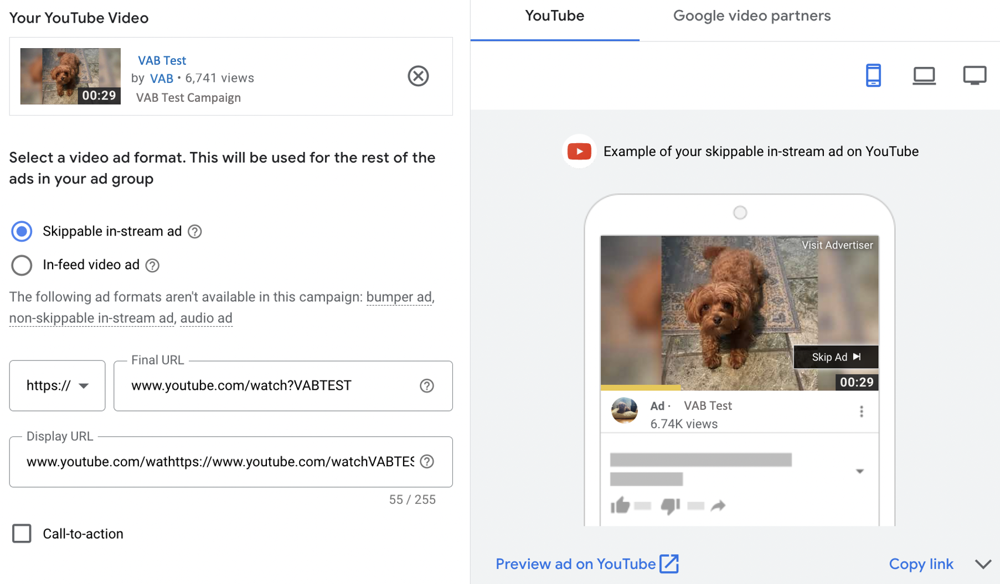 Your YouTube Video
00:29
VAB Test
by VAB • 6,741 views
VAB Test Campaign
Select a video ad format. This will be used for the rest of the
ads in your ad group
Skippable in-stream ad
In-feed video ad
The following ad formats aren't available in this campaign: bumper ad,
non-skippable in-stream ad, audio ad
https://
Final URL
www.youtube.com/watch?VABTEST
Display URL
www.youtube.com/wathttps://www.youtube.com/watchVABTES
55 / 255
Call-to-action
YouTube
Google video partners
Example of your skippable in-stream ad on YouTube
Visit Advertiser
Skip Ad
00:29
Ad · VAB Test
6.74K views
Preview ad on YouTube
Copy link